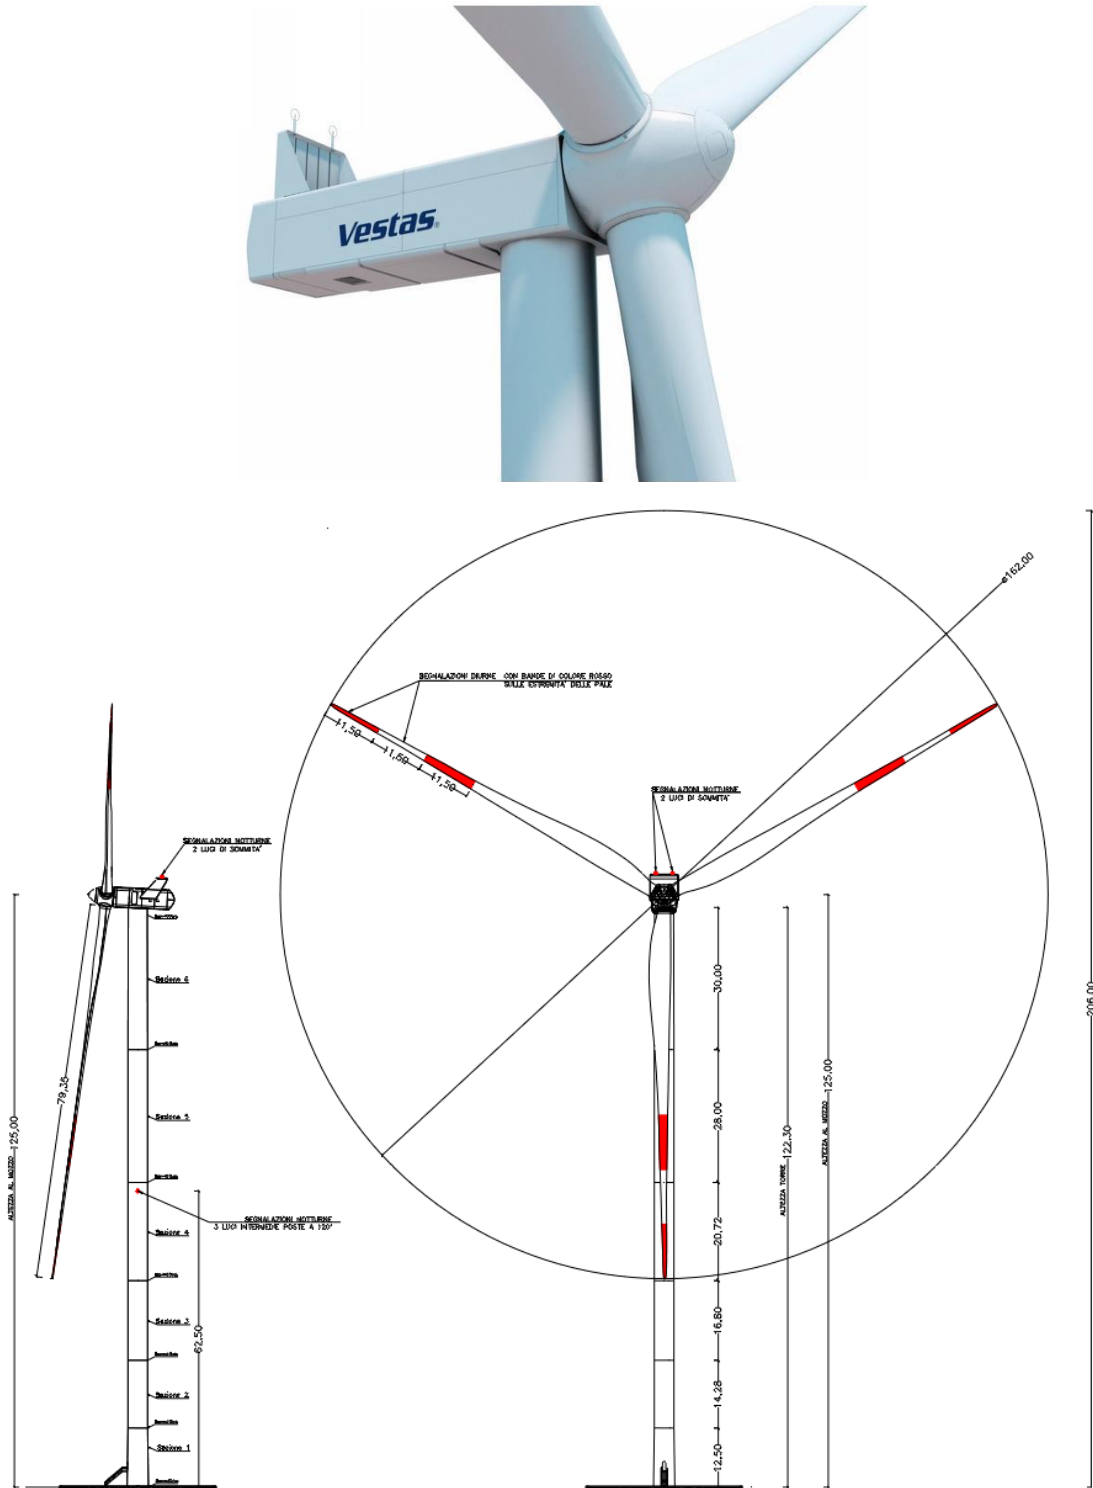 Vestas®
ø162,00
SEGNALAZIONI DIURNE CON BANDE DI COLORE ROSSO
SULLE ESTREMITA' DELLE PALE
11,50
11,50
11,50
SEGNALAZIONI NOTTURNE
2 LUCI DI SOMMITA'
SEGNALAZIONI NOTTURNE
2 LUCI DI SOMMITA'
Sezione 6
30,00
206,00
79,35
125,00
ALTEZZA AL MOZZO
Sezione 5
28,00
122,30
ALTEZZA TORRE
125,00
ALTEZZA AL MOZZO
SEGNALAZIONI NOTTURNE
3 LUCI INTERMEDIE POSTE A 120°
Sezione 4
20,72
Sezione 3
62,50
16,80
Sezione 2
14,28
Sezione 1
12,50